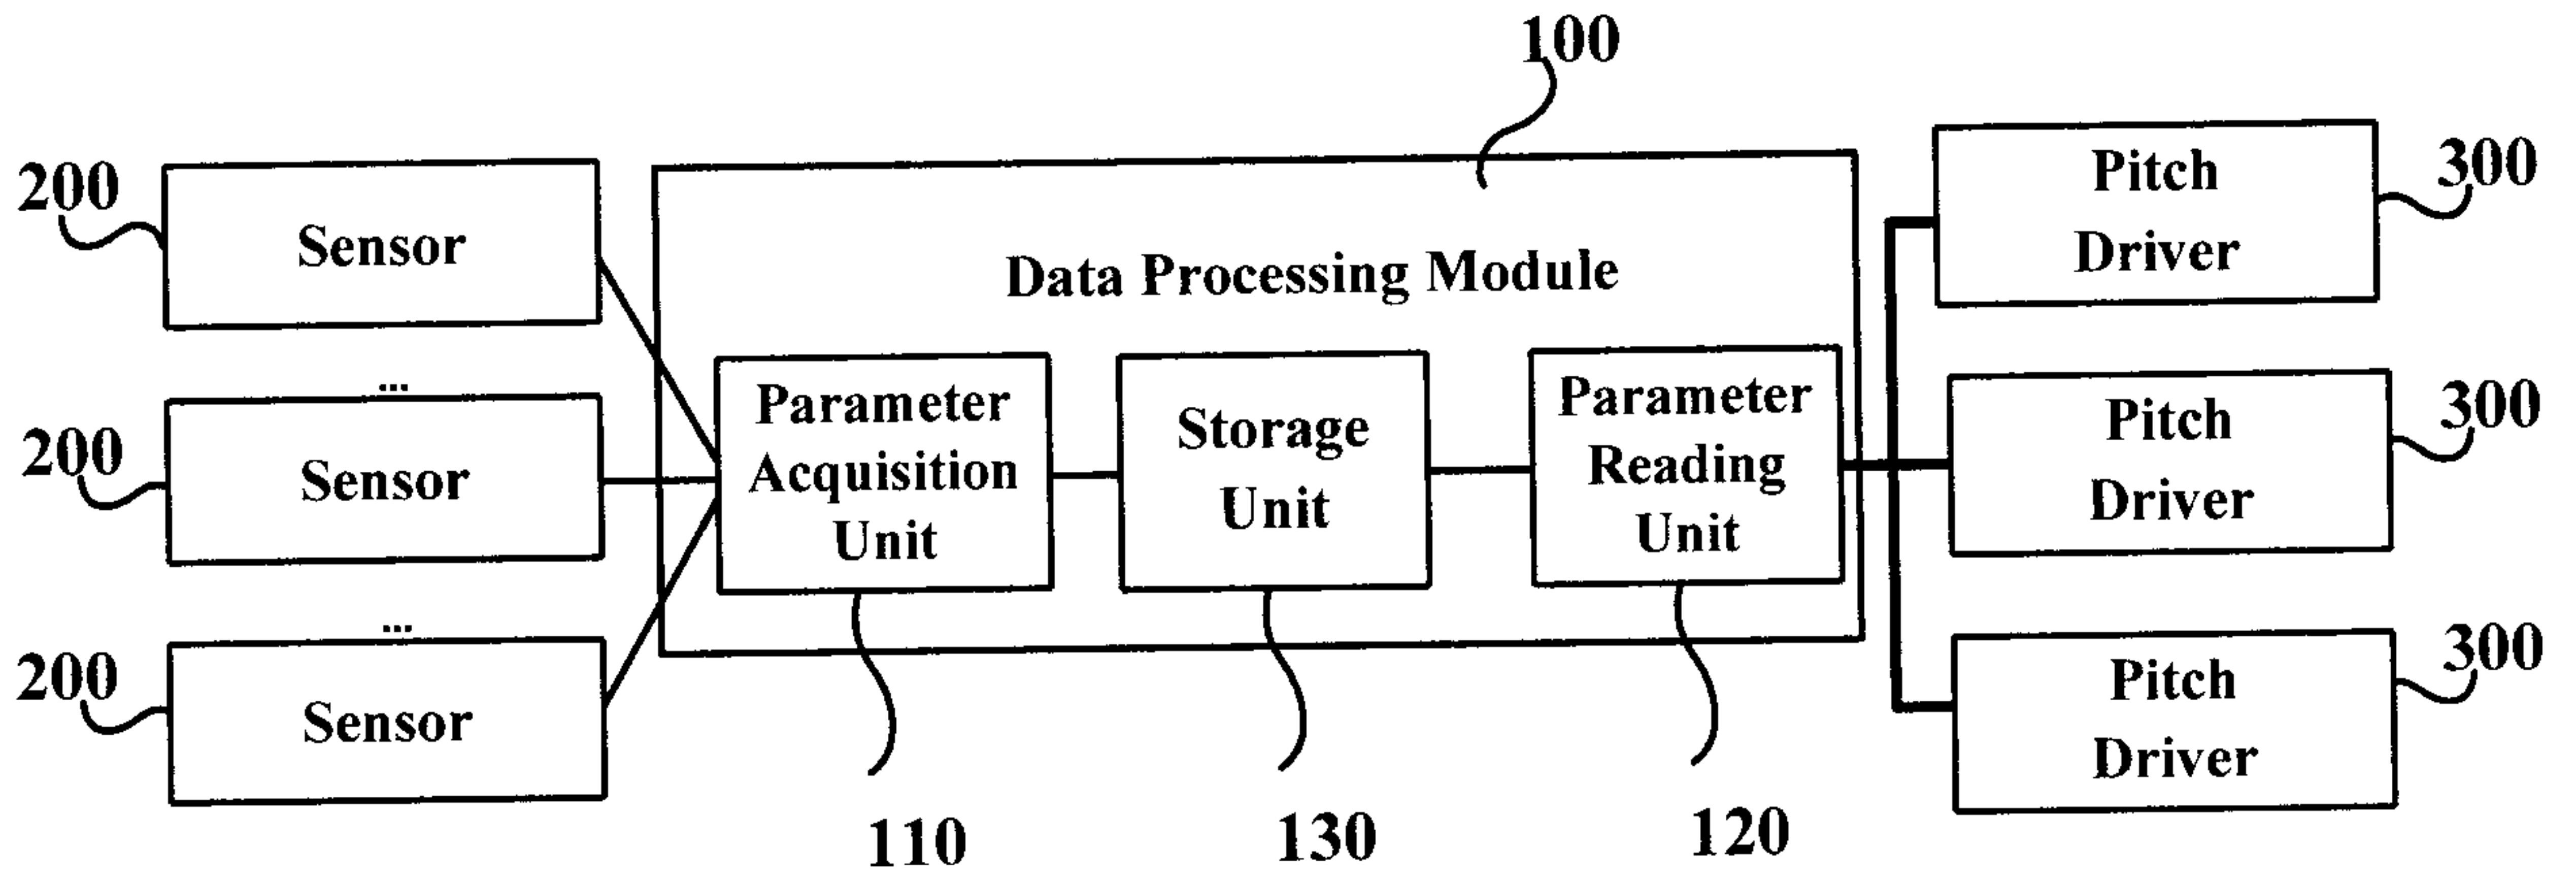 100
200
Sensor
Data Processing Module
Pitch
Driver
300
...
200
Sensor
Parameter
Acquisition
Unit
Storage
Unit
Parameter
Reading
Unit
Pitch
Driver
300
...
200
Sensor
Pitch
Driver
300
110
130
120